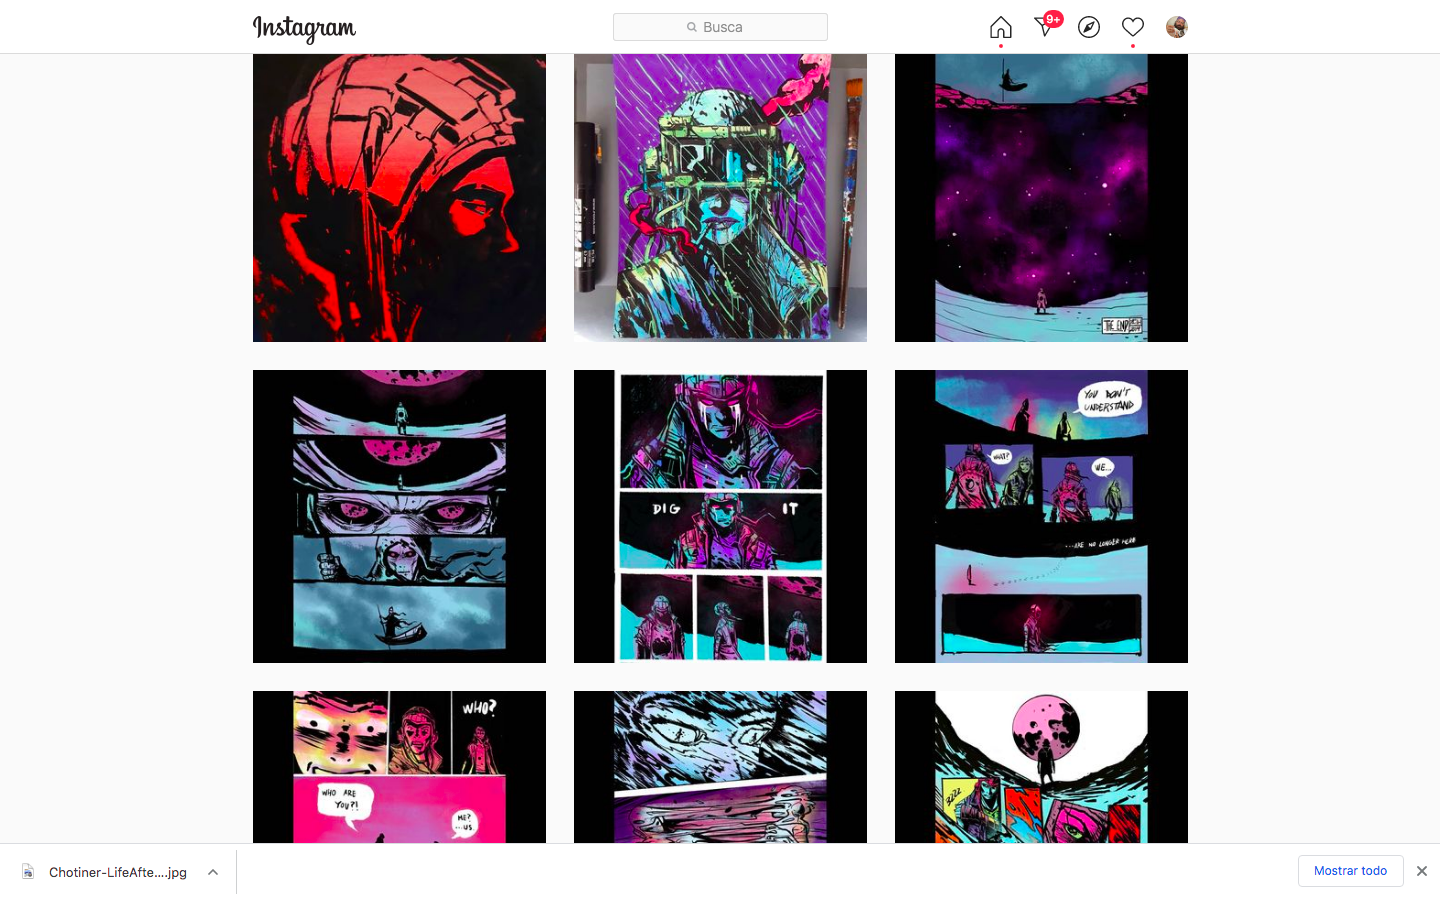 Instagram
Busca
9+
THE END
YOU DON'T
UNDERSTAND
WHAT?
WE...
DIG IT
...ARE NO LONGER HERE
WHO?
WHO ARE
YOU?!
ME?
...US.
BZZZ
Chotiner-LifeAfte....jpg
Mostrar todo